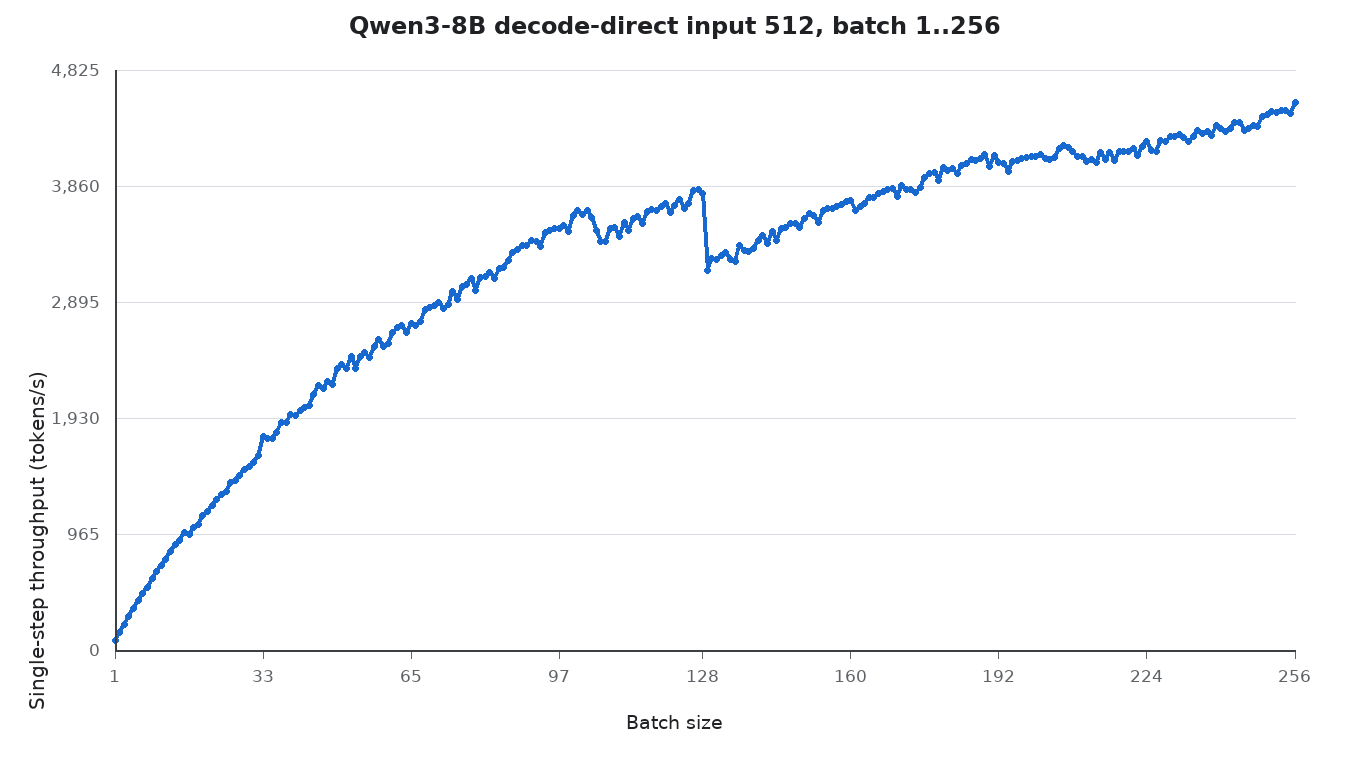 Qwen3-8B decode-direct input 512, batch 1..256
4,825
3,860
2,895
1,930
965
0
Single-step throughput (tokens/s)
1 33 65 97 128 160 192 224 256
Batch size